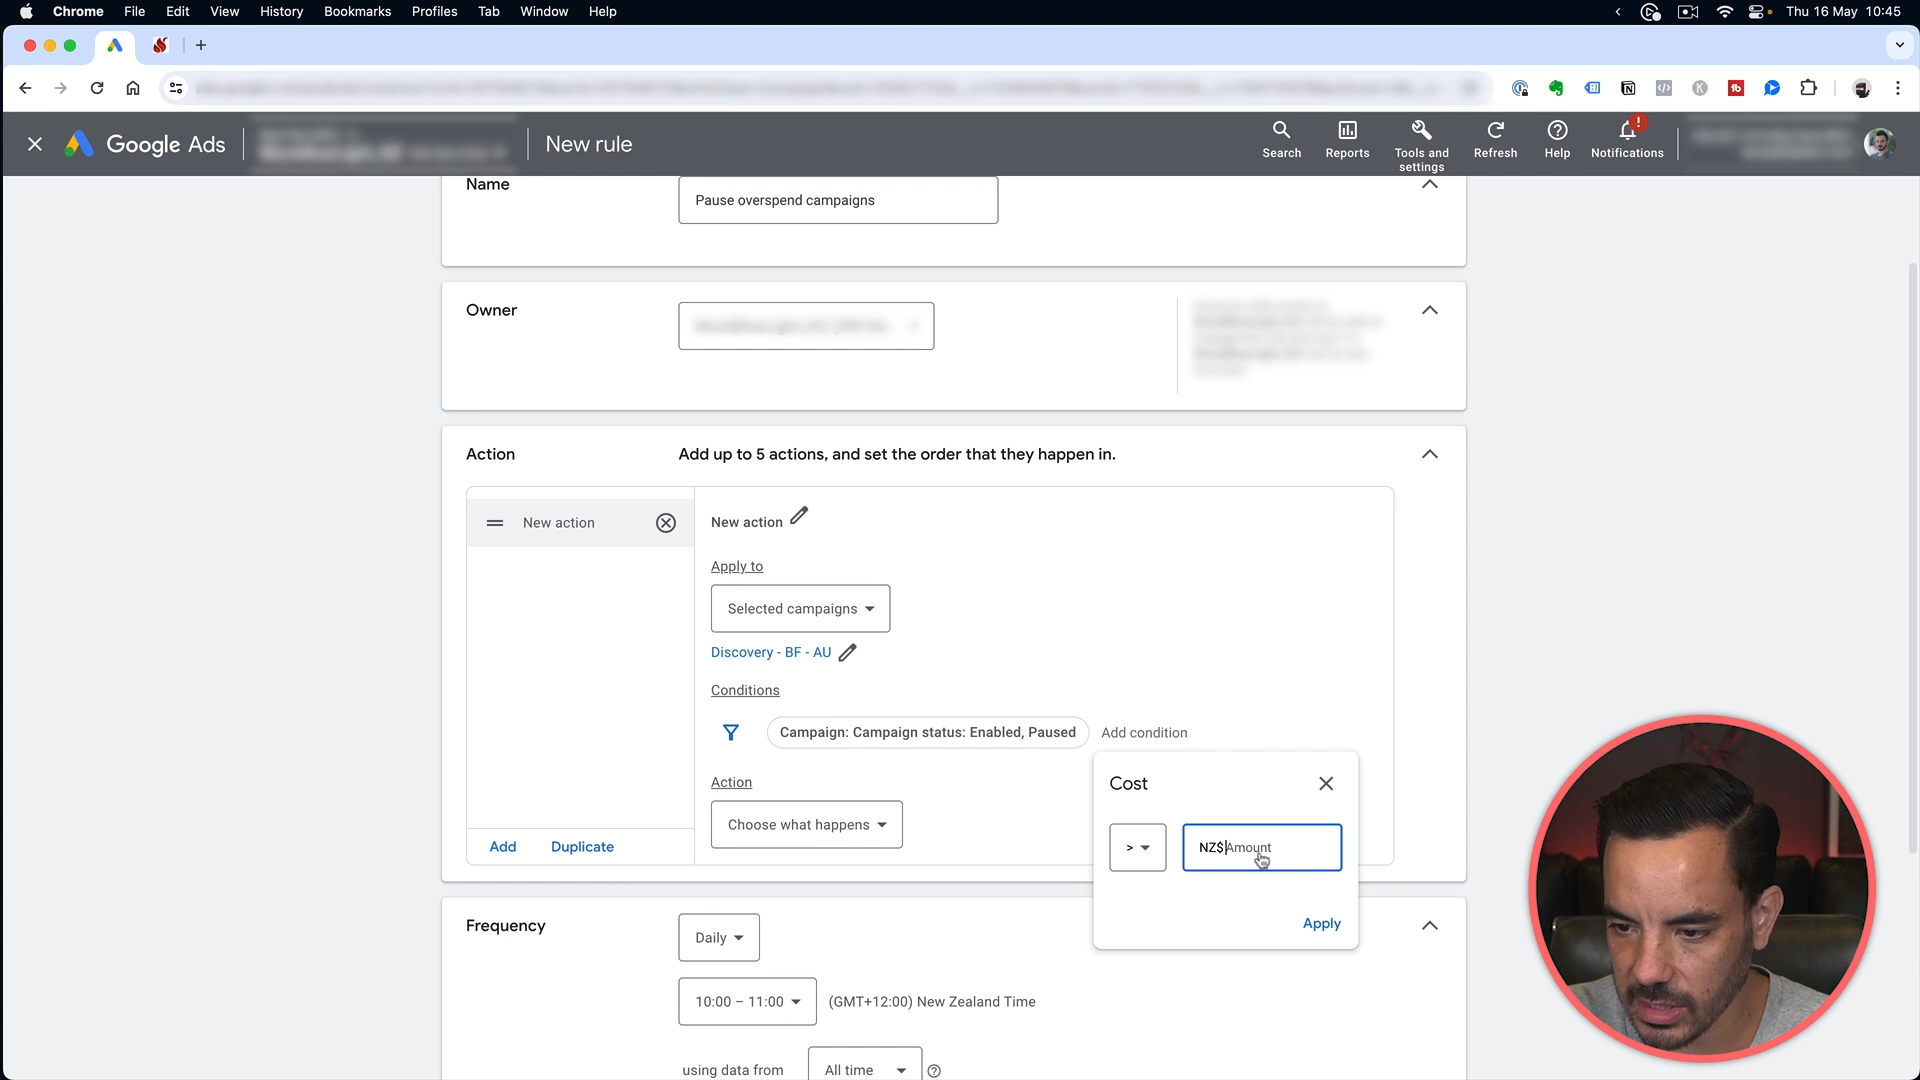 Chrome File Edit View History Bookmarks Profiles Tab Window Help Thu 16 May 10:45
Google Ads New rule Search Reports Tools and settings Refresh Help Notifications
Name
Pause overspend campaigns
Owner
Action Add up to 5 actions, and set the order that they happen in.
New action
New action
Apply to
Selected campaigns
Discovery - BF - AU
Conditions
Campaign: Campaign status: Enabled, Paused Add condition
Cost
Action
> NZ$Amount
Choose what happens
Add Duplicate
Apply
Frequency
Daily
10:00 – 11:00 (GMT+12:00) New Zealand Time
using data from All time